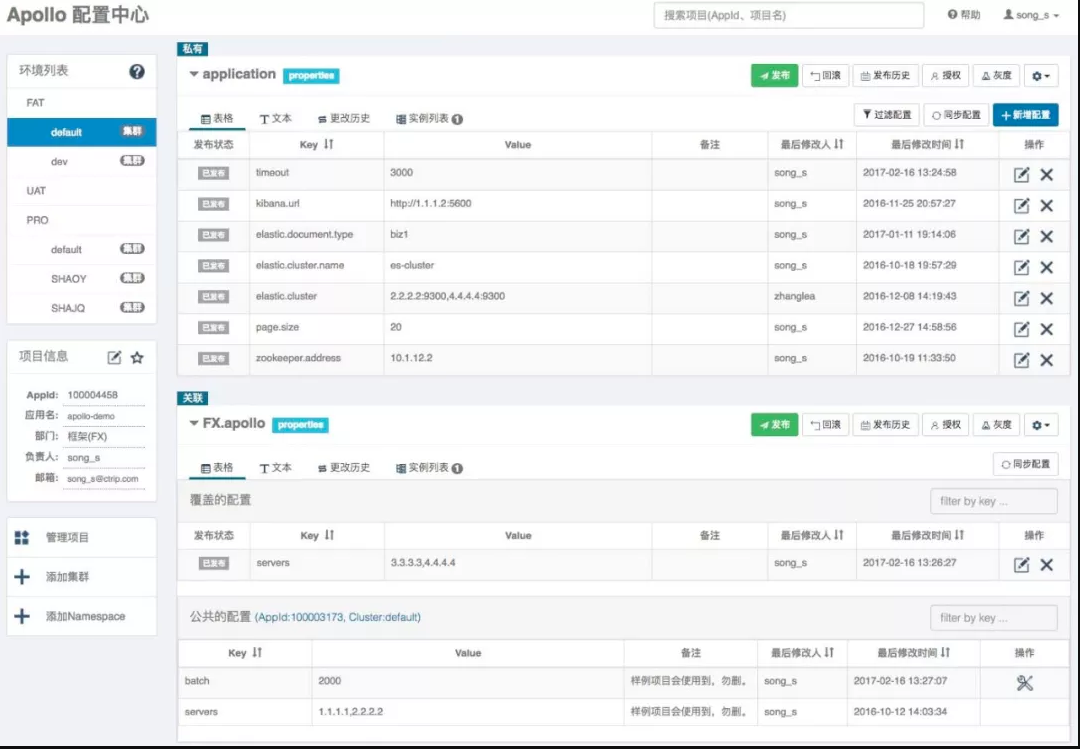 Apollo 配置中心
搜索项目(AppId、项目名)
帮助
song_s
环境列表
FAT
default 集群
dev 集群
UAT
PRO
default 集群
SHAOY 集群
SHAJQ 集群
项目信息
AppId: 100004458
应用名: apollo-demo
部门: 框架(FX)
负责人: song_s
邮箱: song_s@ctrip.com
管理项目
添加集群
添加Namespace
私有
application properties
发布 回滚 发布历史 授权 灰度
表格 文本 更改历史 实例列表 1
过滤配置 同步配置 新增配置
发布状态 Key Value 备注 最后修改人 最后修改时间 操作
已发布 timeout 3000 song_s 2017-02-16 13:24:58
已发布 kibana.url http://1.1.1.2:5600 song_s 2016-11-25 20:57:27
已发布 elastic.document.type biz1 song_s 2017-01-11 19:14:06
已发布 elastic.cluster.name es-cluster song_s 2016-10-18 19:57:29
已发布 elastic.cluster 2.2.2.2:9300,4.4.4.4:9300 zhanglea 2016-12-08 14:19:43
已发布 page.size 20 song_s 2016-12-27 14:58:56
已发布 zookeeper.address 10.1.12.2 song_s 2016-10-19 11:33:50
关联
FX.apollo properties
发布 回滚 发布历史 授权 灰度
表格 文本 更改历史 实例列表 1
同步配置
覆盖的配置
filter by key ...
发布状态 Key Value 备注 最后修改人 最后修改时间 操作
已发布 servers 3.3.3.3,4.4.4.4 song_s 2017-02-16 13:26:27
公共的配置 (AppId:100003173, Cluster:default)
filter by key ...
Key Value 备注 最后修改人 最后修改时间 操作
batch 2000 样例项目会使用到，勿删。 song_s 2017-02-16 13:27:07
servers 1.1.1.1,2.2.2.2 样例项目会使用到，勿删。 song_s 2016-10-12 14:03:34